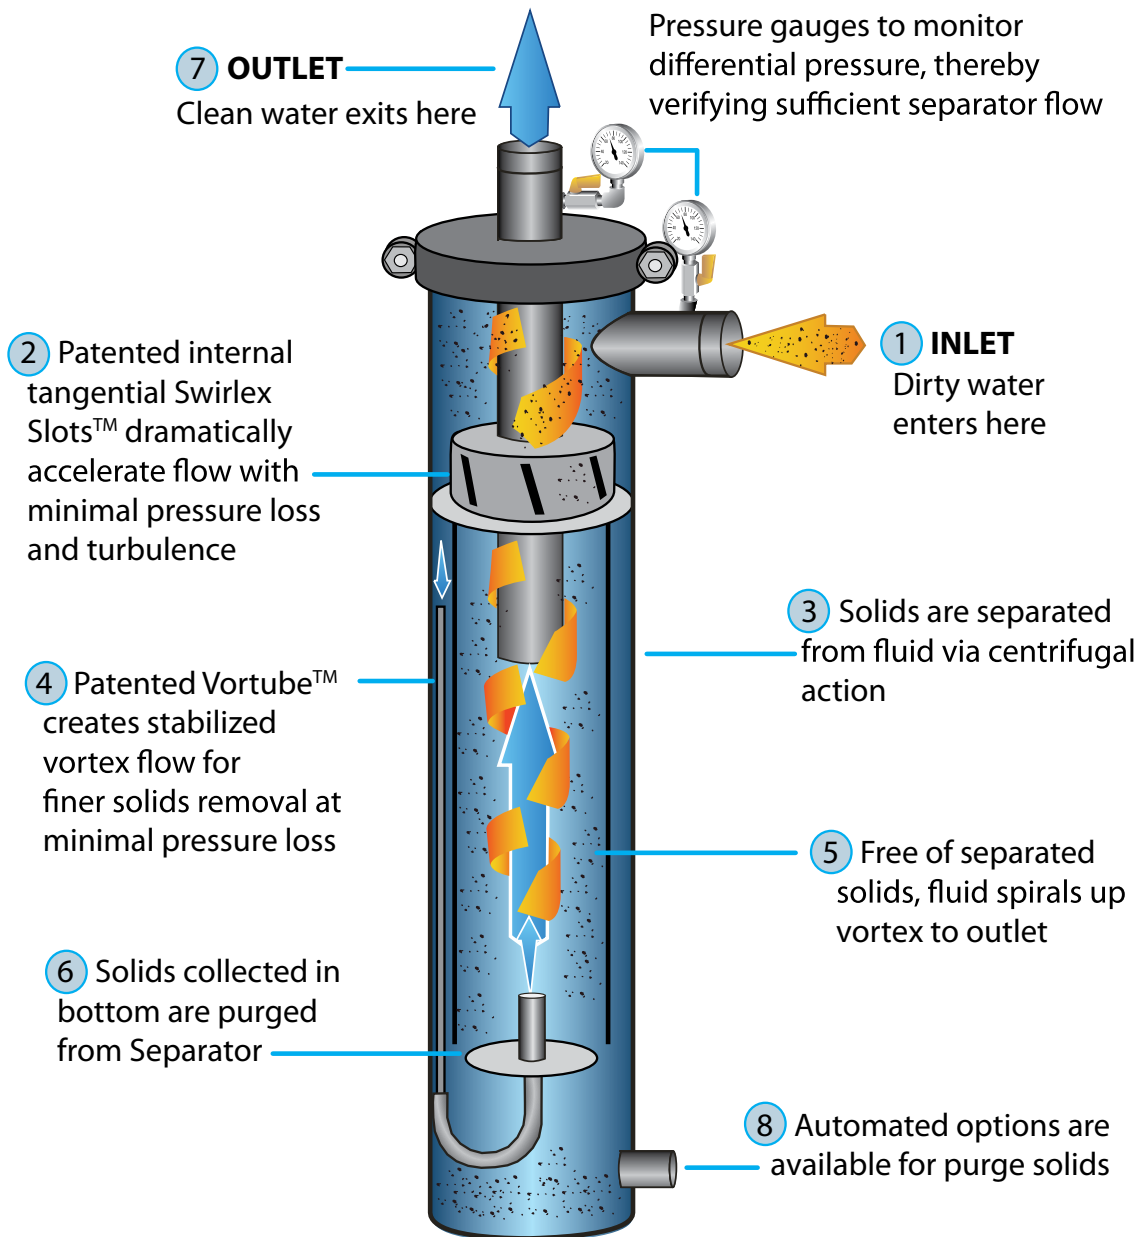 7 OUTLET
Clean water exits here
Pressure gauges to monitor
differential pressure, thereby
verifying sufficient separator flow
1 INLET
Dirty water
enters here
2 Patented internal
tangential Swirlex
Slots™ dramatically
accelerate flow with
minimal pressure loss
and turbulence
3 Solids are separated
from fluid via centrifugal
action
4 Patented Vortube™
creates stabilized
vortex flow for
finer solids removal at
minimal pressure loss
5 Free of separated
solids, fluid spirals up
vortex to outlet
6 Solids collected in
bottom are purged
from Separator
8 Automated options are
available for purge solids